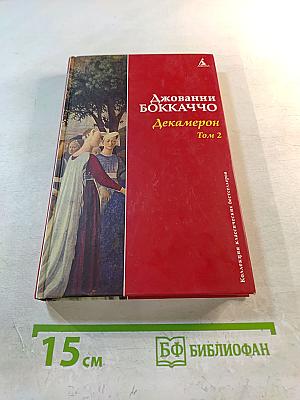 Джованни
БОККАЧЧО
Декамерон
Том 2
Коллекция классических бестселлеров
15 см
БФ БИБЛИОФАН